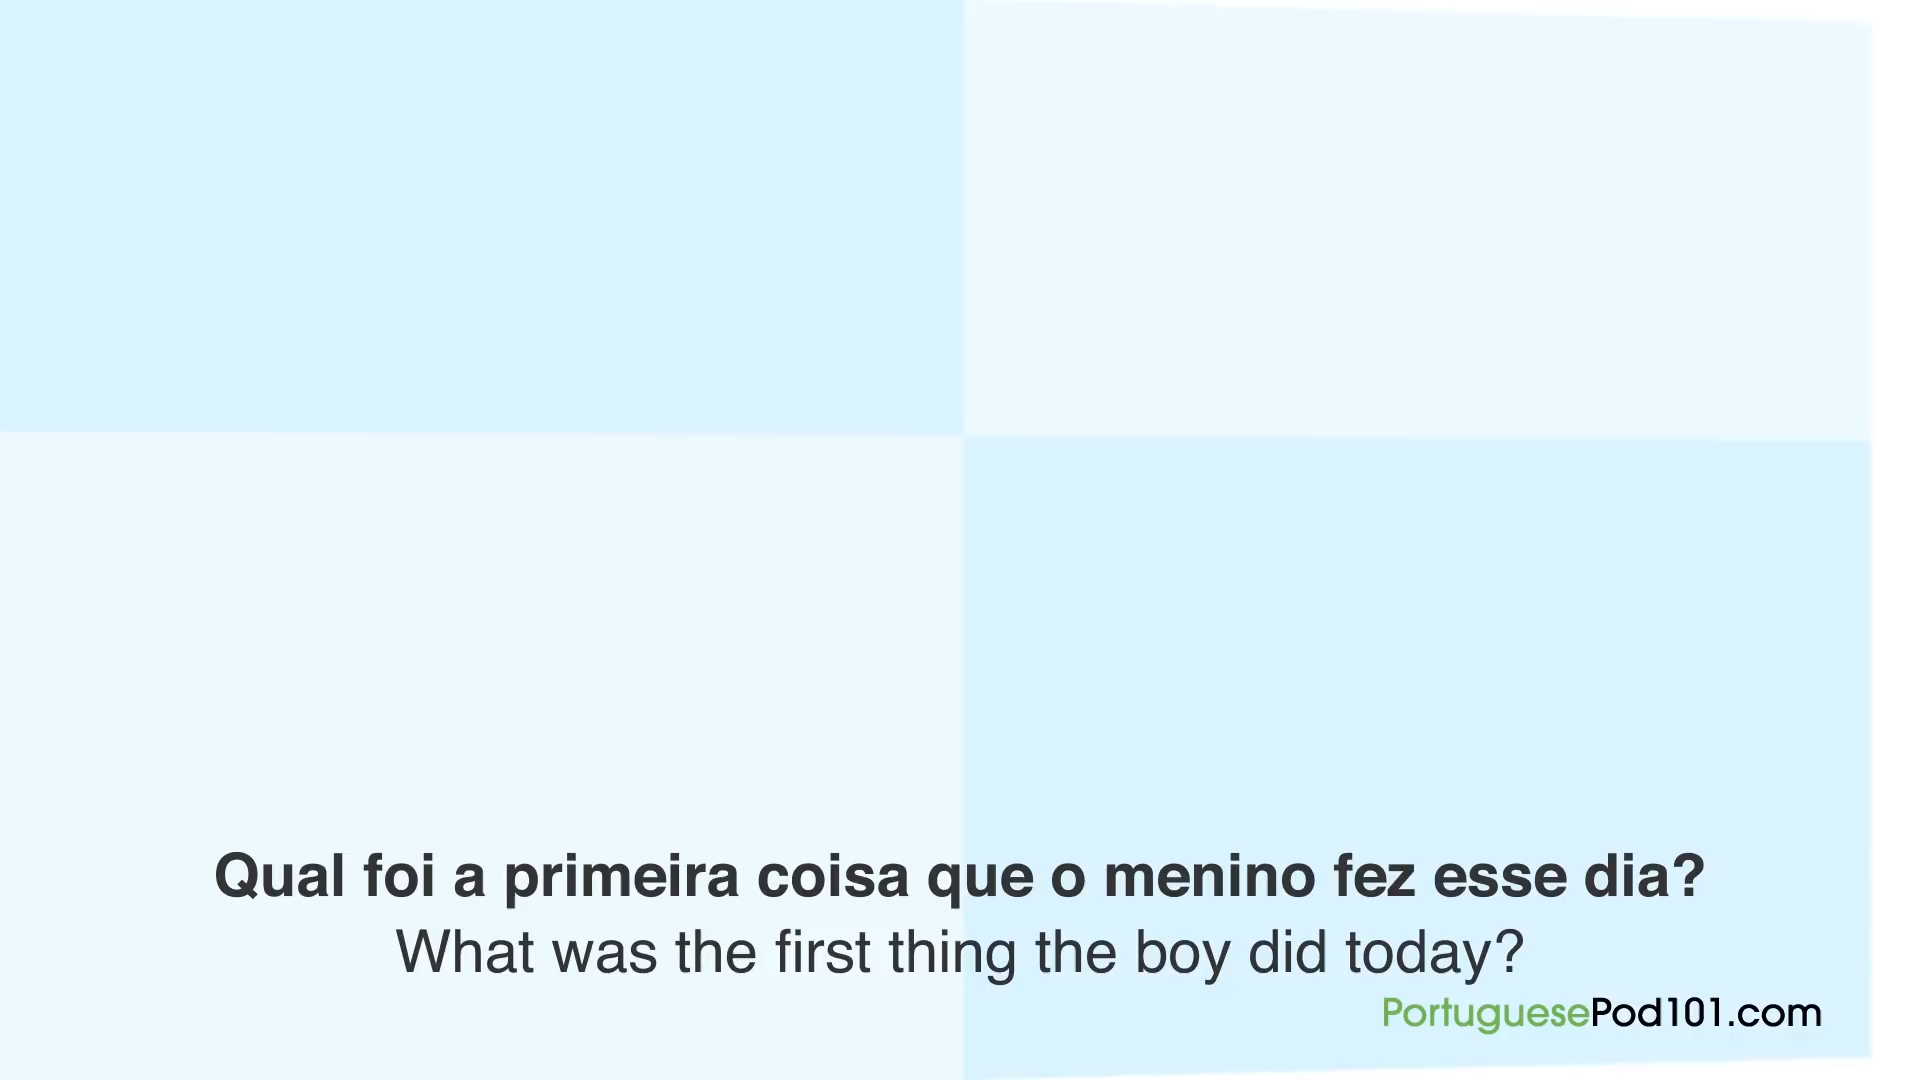 Qual foi a primeira coisa que o menino fez esse dia?
What was the first thing the boy did today?
PortuguesePod101.com